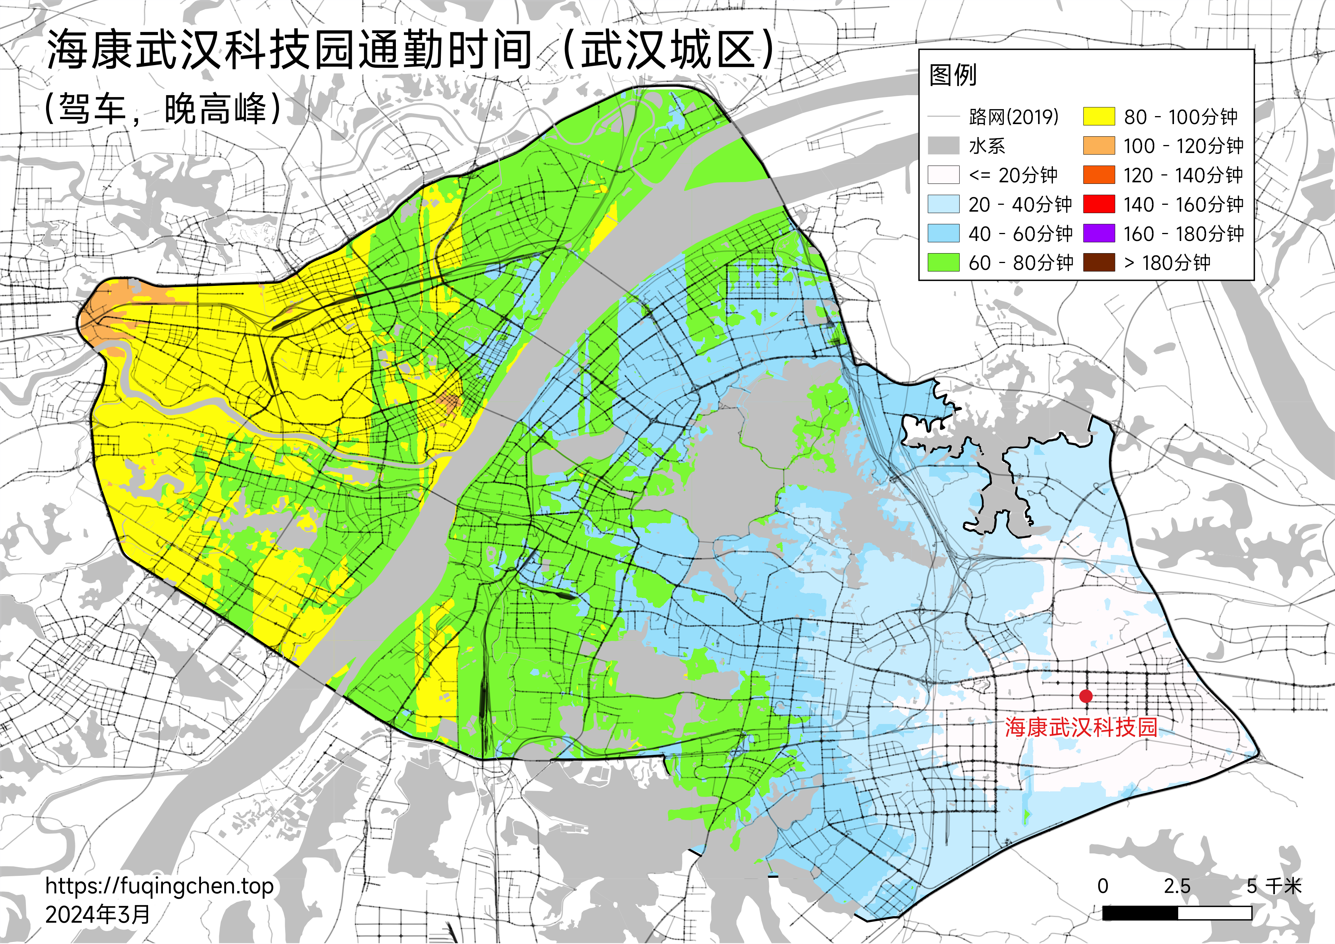 海康武汉科技园通勤时间（武汉城区）
（驾车，晚高峰）
图例
路网(2019)
水系
<= 20分钟
20 - 40分钟
40 - 60分钟
60 - 80分钟
80 - 100分钟
100 - 120分钟
120 - 140分钟
140 - 160分钟
160 - 180分钟
> 180分钟
海康武汉科技园
https://fuqingchen.top
2024年3月
0 2.5 5 千米